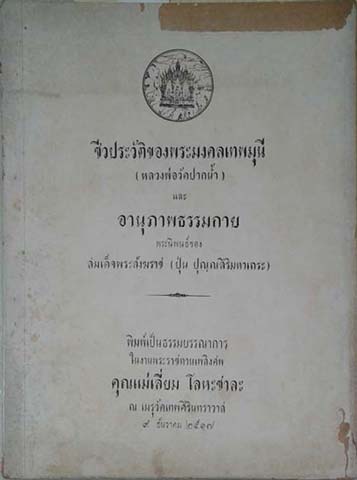 ชีวประวัติของพระมงคลเทพมุนี
(หลวงพ่อวัดปากน้ำ)
และ
อานุภาพธรรมกาย
พระนิพนธ์ของ
สมเด็จพระสังฆราช (ปุ่น ปุณฺณสิริมหาเถระ)
พิมพ์เป็นธรรมบรรณาการ
ในงานพระราชทานเพลิงศพ
คุณแม่เลี่ยม โลหะชาละ
ณ เมรุวัดเทพศิรินทราวาส
๙ ธันวาคม ๒๕๑๗